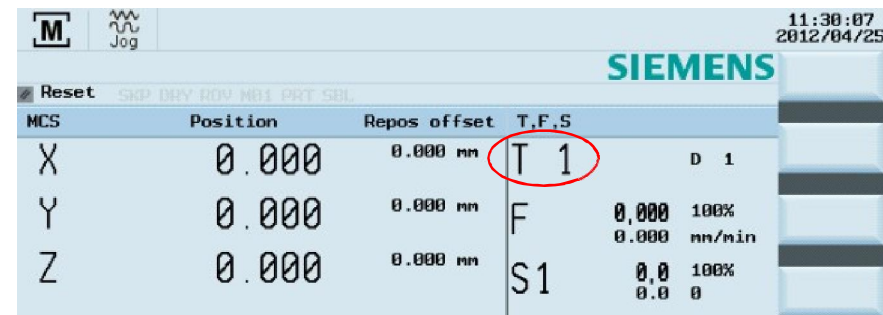 M
Jog
11:30:07
2012/04/25
SIEMENS
Reset SKP DRY ROV M01 PRT SBL
MCS Position Repos offset T,F,S
X 0.000 0.000 mm T 1 D 1
Y 0.000 0.000 mm F 0,000 100%
0.000 mm/min
Z 0.000 0.000 mm S1 0,0 100%
0.0 0